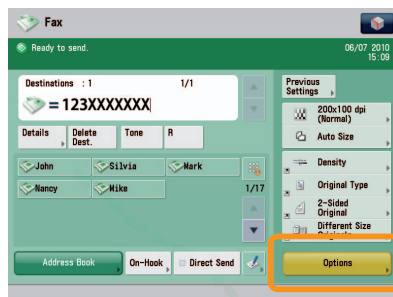 Fax
Ready to send.
06/07 2010
15:09
Destinations : 1
1/1
= 123XXXXXXX
Previous
Settings
200x100 dpi
(Normal)
Auto Size
Details
Delete
Dest.
Tone
R
John
Silvia
Mark
Nancy
Mike
1/17
Density
Original Type
2-Sided
Original
Different Size
Originals
Address Book
On-Hook
Direct Send
Options